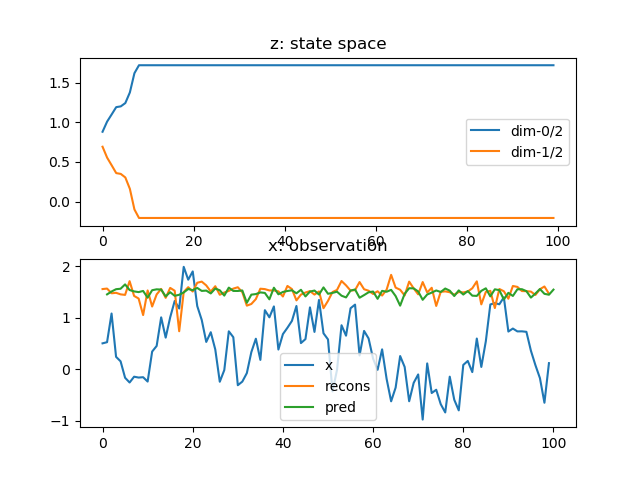 z: state space
1.5
1.0
0.5
0.0
dim-0/2
dim-1/2
0 20 40 60 80 100
x: observation
2
1
0
−1
x
recons
pred
0 20 40 60 80 100